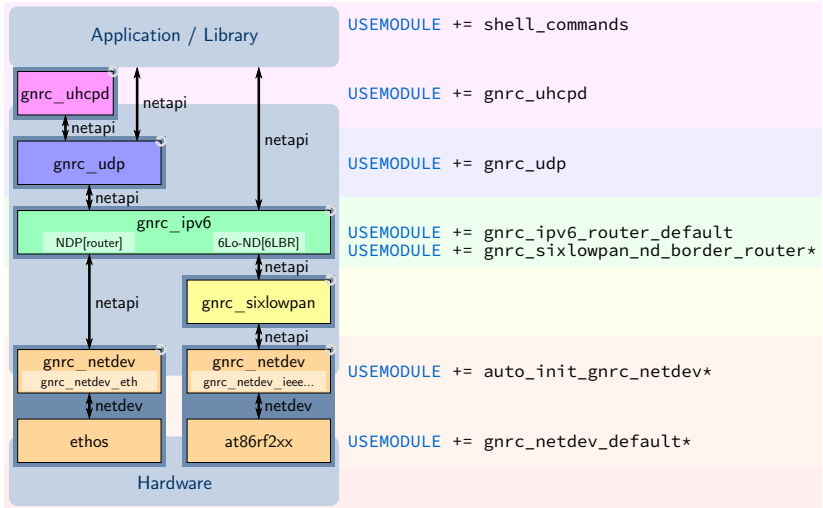 Application / Library
USEMODULE += shell_commands
gnrc_uhcpd
netapi
USEMODULE += gnrc_uhcpd
netapi
netapi
gnrc_udp
USEMODULE += gnrc_udp
netapi
gnrc_ipv6
NDP[router]
6Lo-ND[6LBR]
USEMODULE += gnrc_ipv6_router_default
USEMODULE += gnrc_sixlowpan_nd_border_router*
netapi
netapi
gnrc_sixlowpan
netapi
gnrc_netdev
gnrc_netdev_eth
gnrc_netdev
gnrc_netdev_ieee...
USEMODULE += auto_init_gnrc_netdev*
netdev
netdev
ethos
at86rf2xx
USEMODULE += gnrc_netdev_default*
Hardware